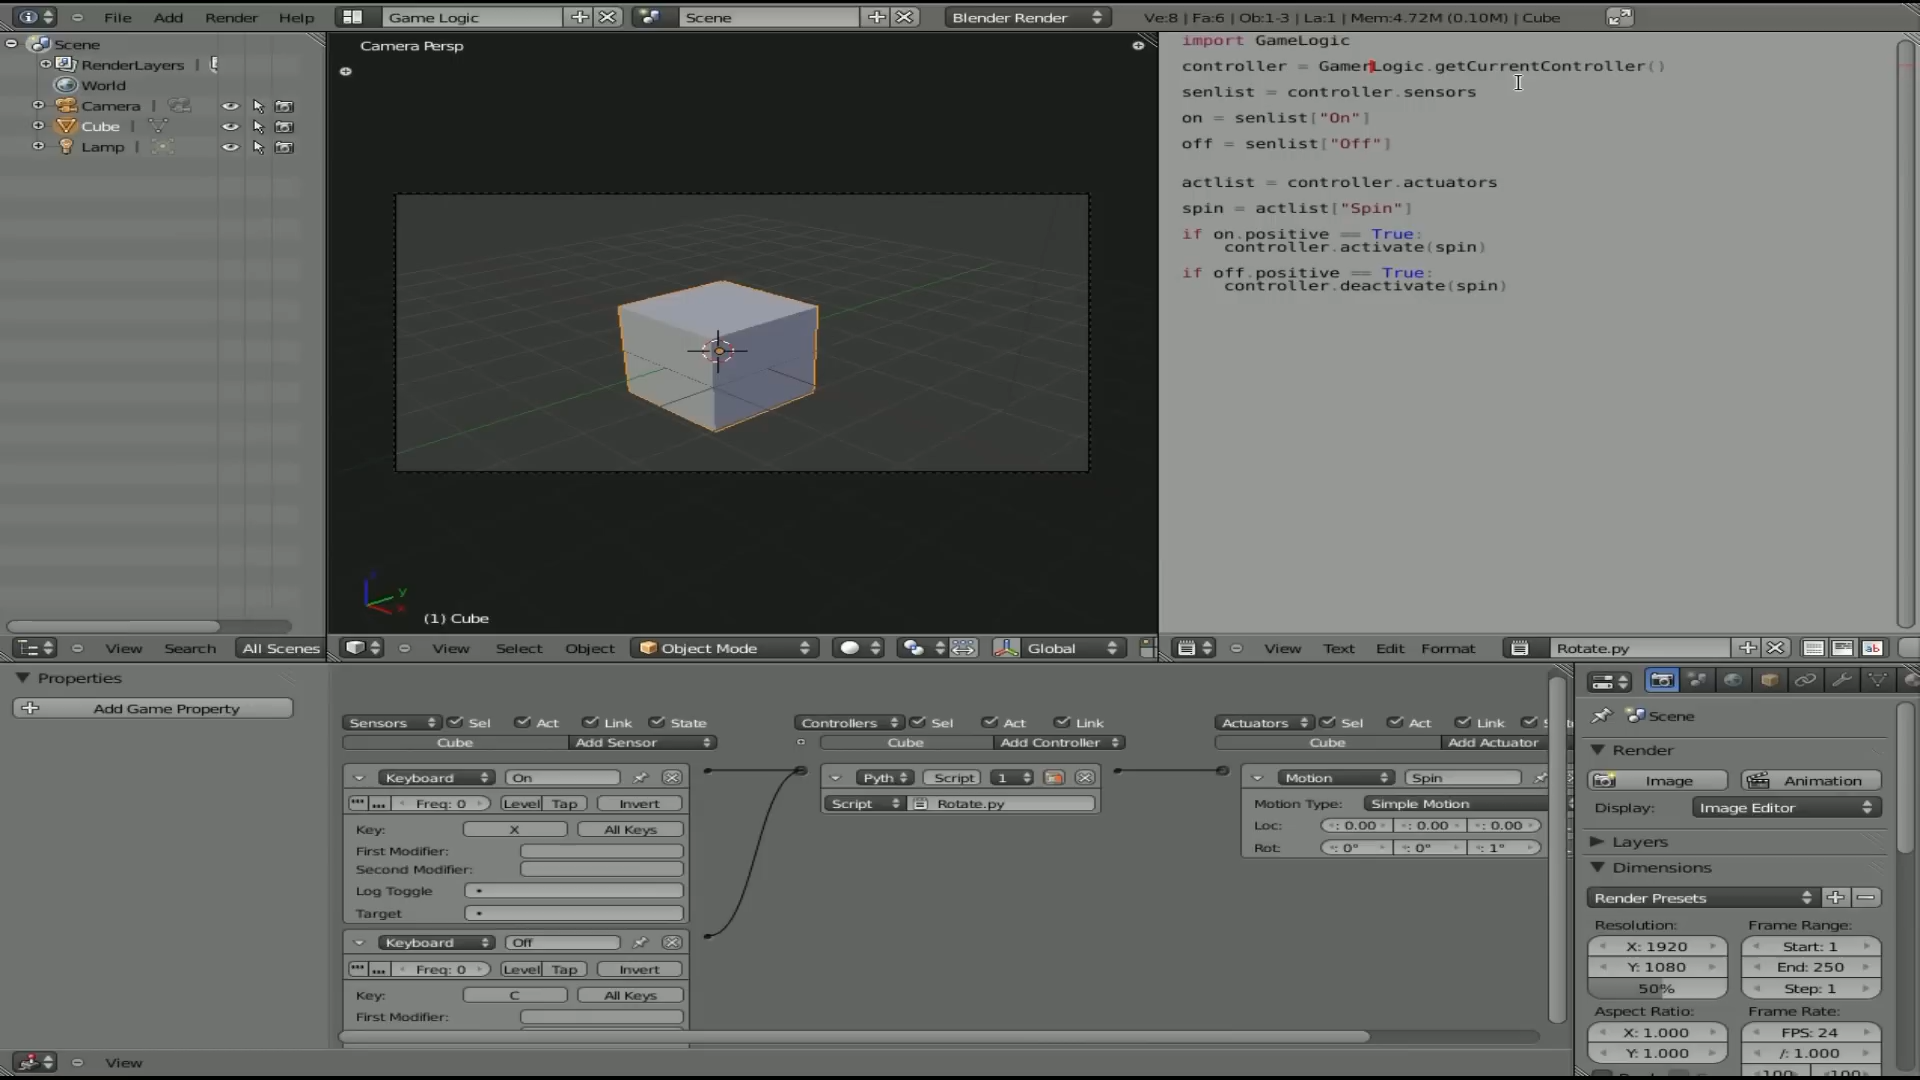 File Add Render Help Game Logic Scene Blender Render Ve:8 | Fa:6 | Ob:1-3 | La:1 | Mem:4.72M (0.10M) | Cube
Scene
RenderLayers |
World
Camera |
Cube |
Lamp |
View Search All Scenes
Camera Persp
(1) Cube
View Select Object Object Mode Global
import GameLogic
controller = GamerLogic.getCurrentController()
senlist = controller.sensors
on = senlist["On"]
off = senlist["Off"]
actlist = controller.actuators
spin = actlist["Spin"]
if on.positive == True:
controller.activate(spin)
if off.positive == True:
controller.deactivate(spin)
View Text Edit Format Rotate.py
Properties
Add Game Property
View
Sensors Sel Act Link State
Cube Add Sensor
Keyboard On
Freq: 0 Level Tap Invert
Key: X All Keys
First Modifier:
Second Modifier:
Log Toggle
Target
Keyboard Off
Freq: 0 Level Tap Invert
Key: C All Keys
First Modifier:
Controllers Sel Act Link
Cube Add Controller
Pyth Script 1
Script Rotate.py
Actuators Sel Act Link
Cube Add Actuator
Motion Spin
Motion Type: Simple Motion
Loc: : 0.00 : 0.00 : 0.00
Rot: : 0° : 0° : 1°
Scene
Render
Image Animation
Display: Image Editor
Layers
Dimensions
Render Presets
Resolution: Frame Range:
X: 1920 Start: 1
Y: 1080 End: 250
50% Step: 1
Aspect Ratio: Frame Rate:
X: 1.000 FPS: 24
Y: 1.000 /: 1.000